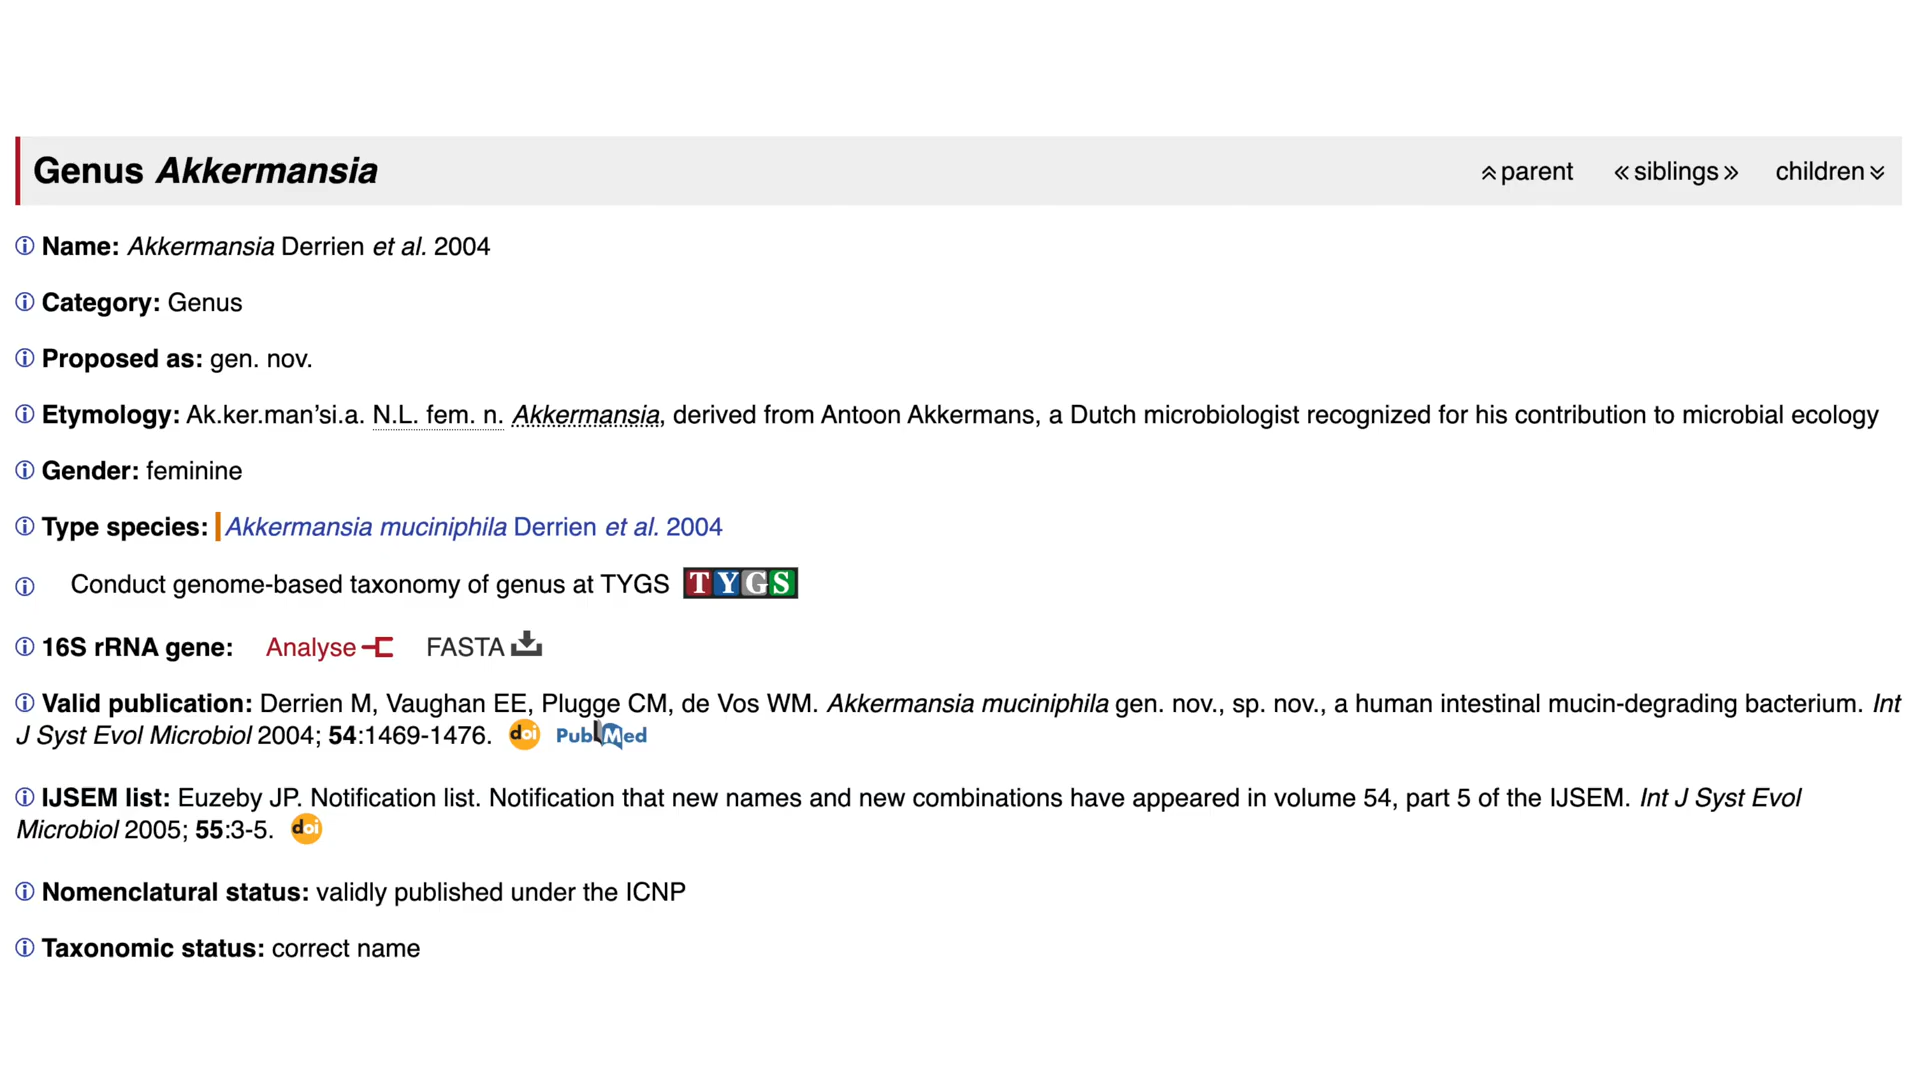 Genus Akkermansia
parent siblings children
Name: Akkermansia Derrien et al. 2004
Category: Genus
Proposed as: gen. nov.
Etymology: Ak.ker.man’si.a. N.L. fem. n. Akkermansia, derived from Antoon Akkermans, a Dutch microbiologist recognized for his contribution to microbial ecology
Gender: feminine
Type species: Akkermansia muciniphila Derrien et al. 2004
Conduct genome-based taxonomy of genus at TYGS TYGS
16S rRNA gene: Analyse FASTA
Valid publication: Derrien M, Vaughan EE, Plugge CM, de Vos WM. Akkermansia muciniphila gen. nov., sp. nov., a human intestinal mucin-degrading bacterium. Int
J Syst Evol Microbiol 2004; 54:1469-1476. doi PubMed
IJSEM list: Euzeby JP. Notification list. Notification that new names and new combinations have appeared in volume 54, part 5 of the IJSEM. Int J Syst Evol
Microbiol 2005; 55:3-5. doi
Nomenclatural status: validly published under the ICNP
Taxonomic status: correct name